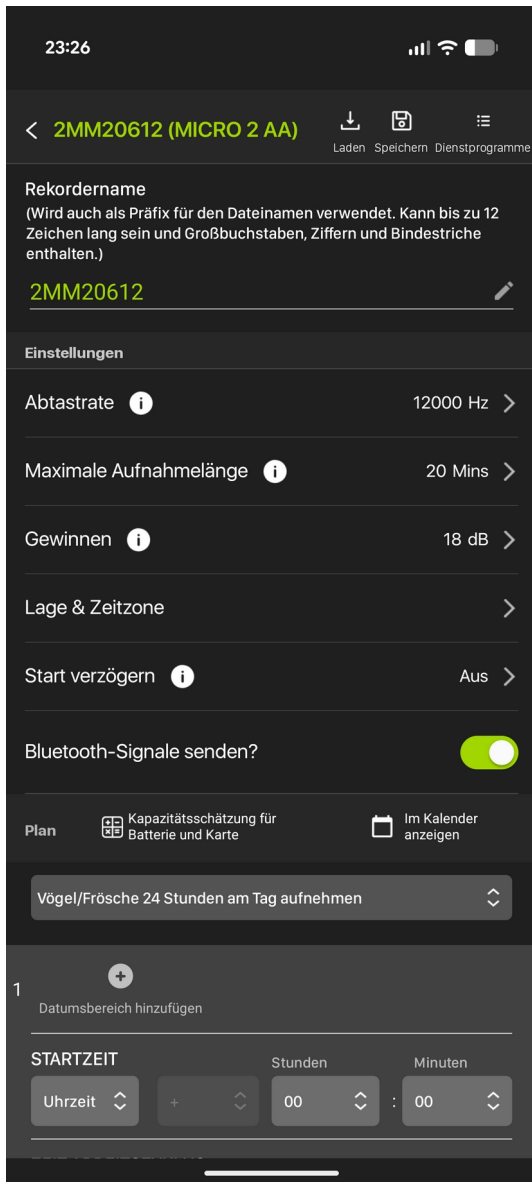 23:26
2MM20612 (MICRO 2 AA)
Laden Speichern Dienstprogramme
Rekordername
(Wird auch als Präfix für den Dateinamen verwendet. Kann bis zu 12
Zeichen lang sein und Großbuchstaben, Ziffern und Bindestriche
enthalten.)
2MM20612
Einstellungen
Abtastrate i 12000 Hz
Maximale Aufnahmelänge i 20 Mins
Gewinnen i 18 dB
Lage & Zeitzone
Start verzögern i Aus
Bluetooth-Signale senden?
Plan
Kapazitätsschätzung für
Batterie und Karte
Im Kalender
anzeigen
Vögel/Frösche 24 Stunden am Tag aufnehmen
1
Datumsbereich hinzufügen
STARTZEIT Stunden Minuten
Uhrzeit + 00 : 00